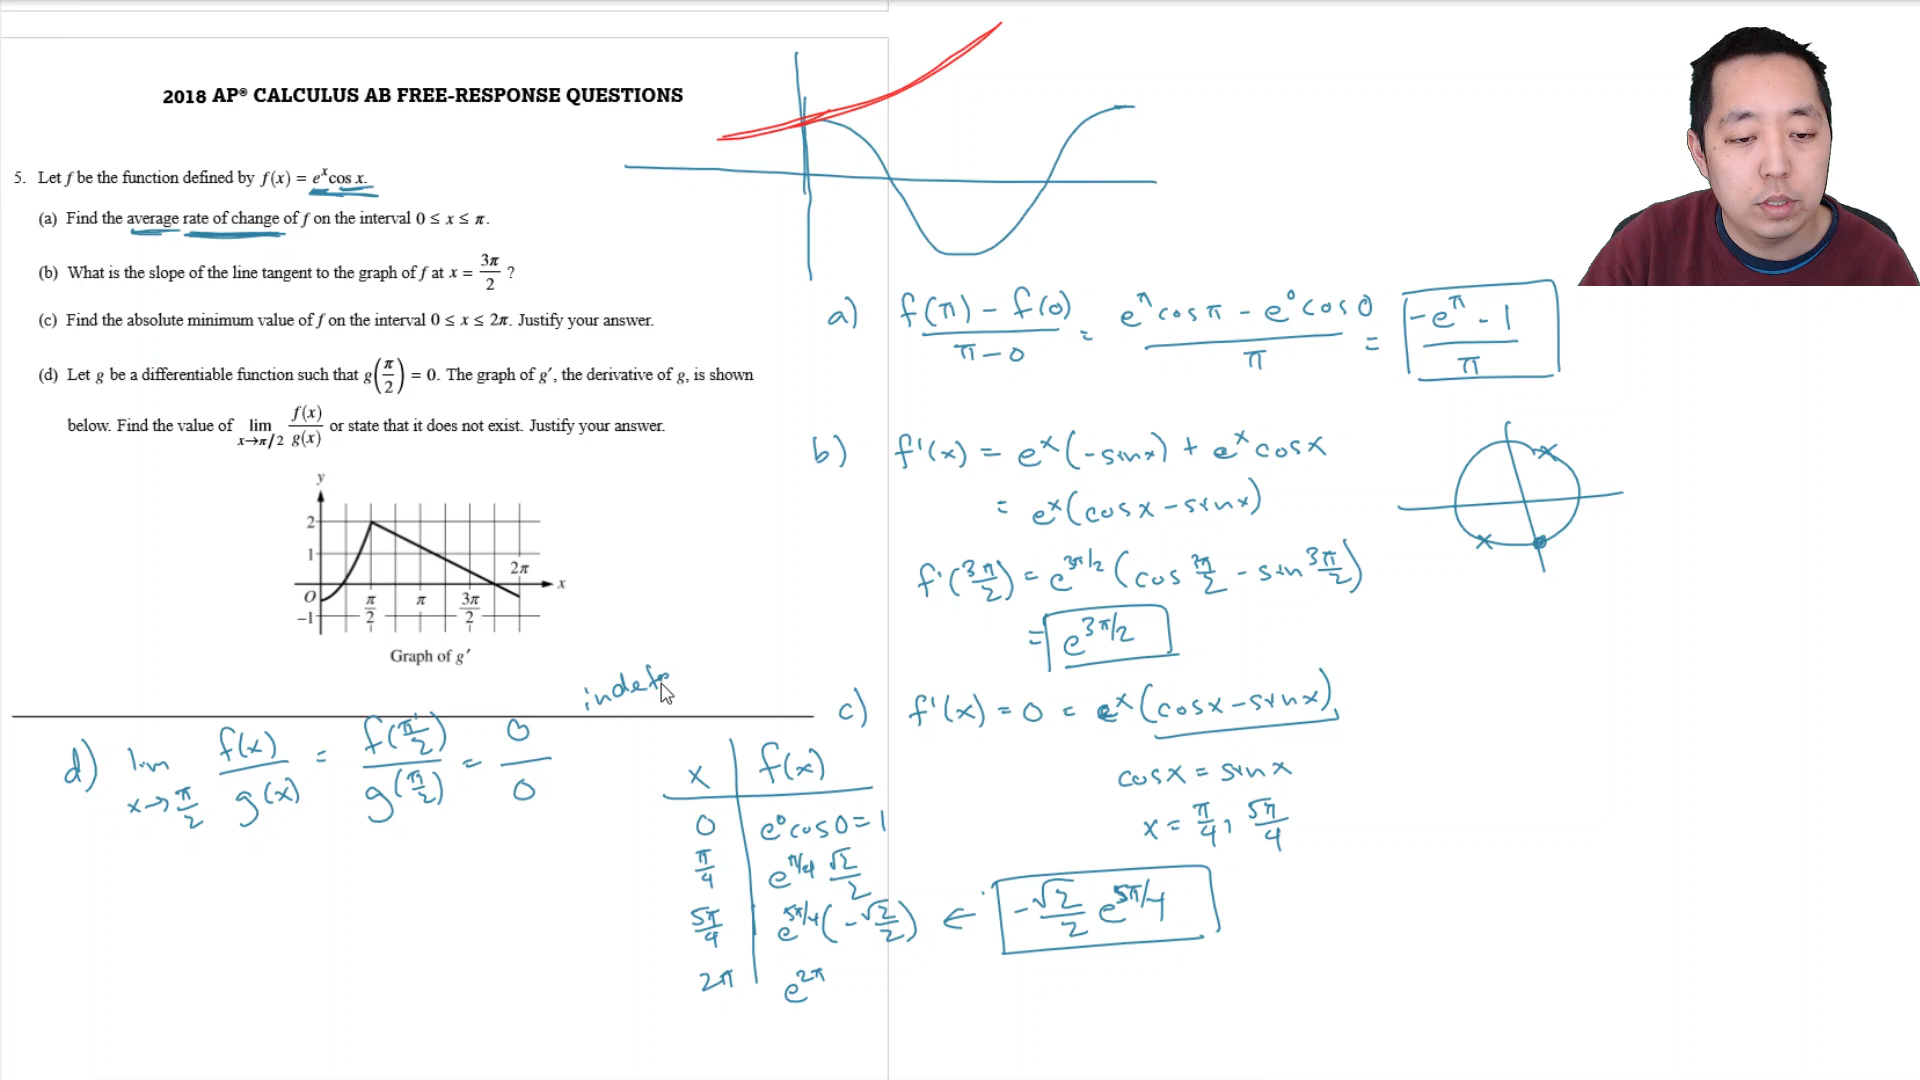 2018 AP® CALCULUS AB FREE-RESPONSE QUESTIONS
5. Let f be the function defined by f(x) = eˣ cos x.
(a) Find the average rate of change of f on the interval 0 ≤ x ≤ π.
(b) What is the slope of the line tangent to the graph of f at x = 3π/2 ?
(c) Find the absolute minimum value of f on the interval 0 ≤ x ≤ 2π. Justify your answer.
(d) Let g be a differentiable function such that g(π/2) = 0. The graph of g′, the derivative of g, is shown
below. Find the value of lim x→π/2 f(x)/g(x) or state that it does not exist. Justify your answer.
y
2
1
2π
x
O
π/2
π
3π/2
−1
Graph of g′
a) (f(π) − f(0))/(π − 0) = (e^π cos π − e⁰ cos 0)/π = (−e^π − 1)/π
b) f'(x) = eˣ(−sin x) + eˣ cos x
= eˣ(cos x − sin x)
f'(3π/2) = e^(3π/2) (cos 3π/2 − sin 3π/2)
= e^(3π/2)
c) f'(x) = 0 = eˣ(cos x − sin x)
cos x = sin x
x = π/4, 5π/4
x f(x)
0 e⁰ cos 0 = 1
π/4 e^(π/4) √2/2
5π/4 e^(5π/4) (−√2/2) ← −√2/2 e^(5π/4)
2π e^(2π)
indet
d) lim x→π/2 f(x)/g(x) = f(π/2)/g(π/2) = 0/0